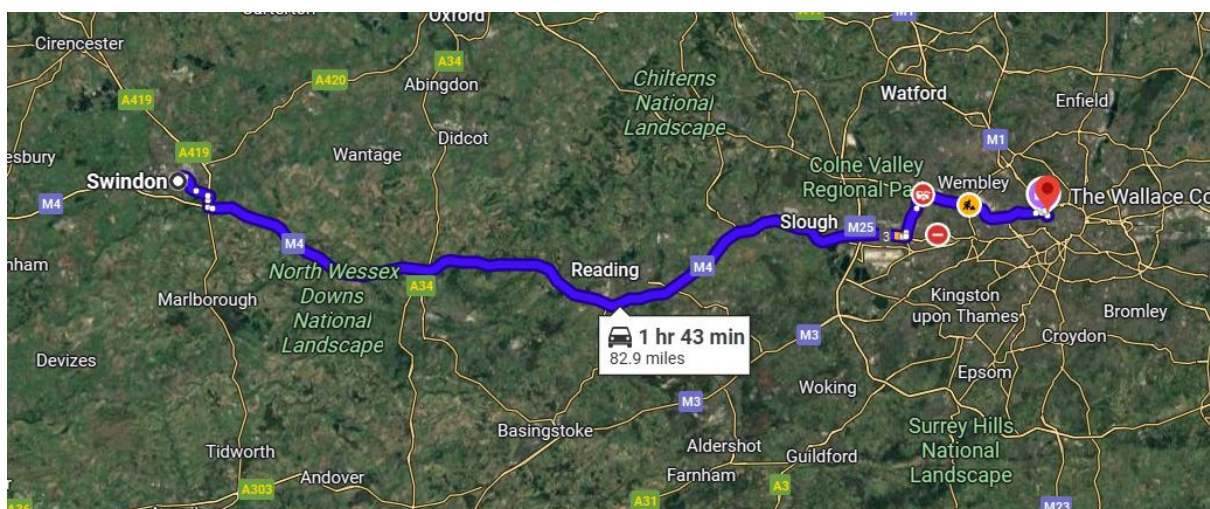 Oxford
M1
Cirencester
A34
A420
Chilterns
National
Landscape
Abingdon
Watford
Enfield
A419
Didcot
M1
A419
Wantage
esbury
Colne Valley
Regional Pa
Wembley
Swindon
The Wallace Co
M4
Slough
M25
3
M4
nham
North Wessex
Downs
National
Landscape
Reading
M4
A34
Marlborough
Kingston
upon Thames
Bromley
1 hr 43 min
82.9 miles
M3
Croydon
Devizes
Epsom
Woking
M3
Basingstoke
Surrey Hills
National
Landscape
Aldershot
Guildford
Tidworth
Farnham
Andover
A303
A31
A3
M23